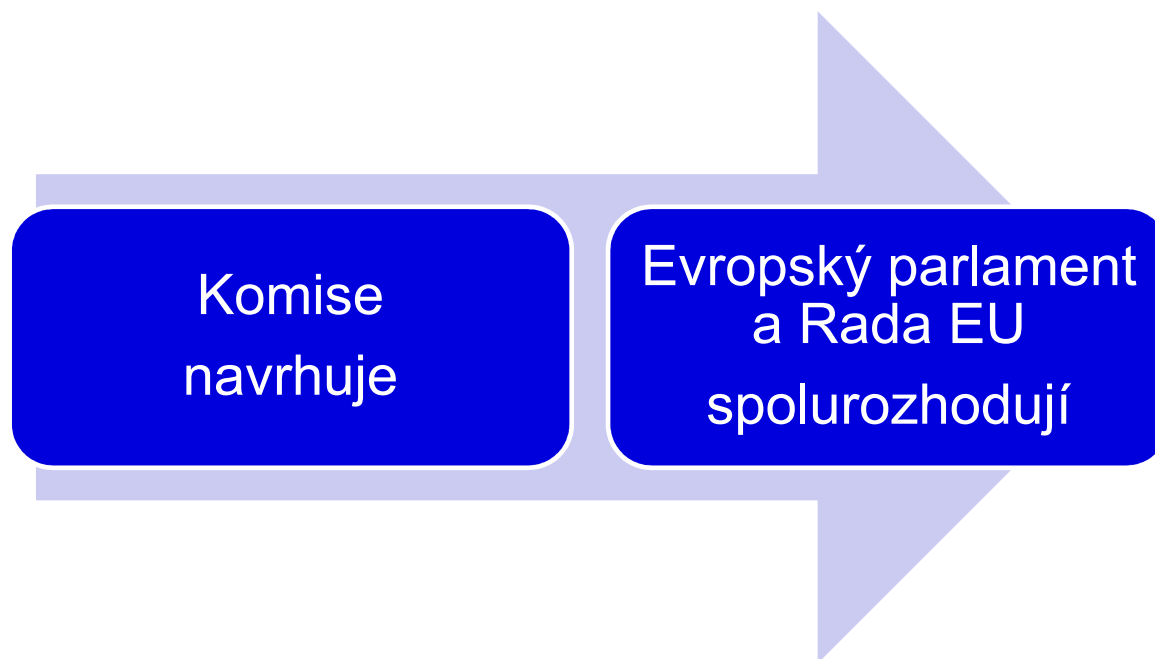 Komise
navrhuje
Evropský parlament
a Rada EU
spolurozhodují